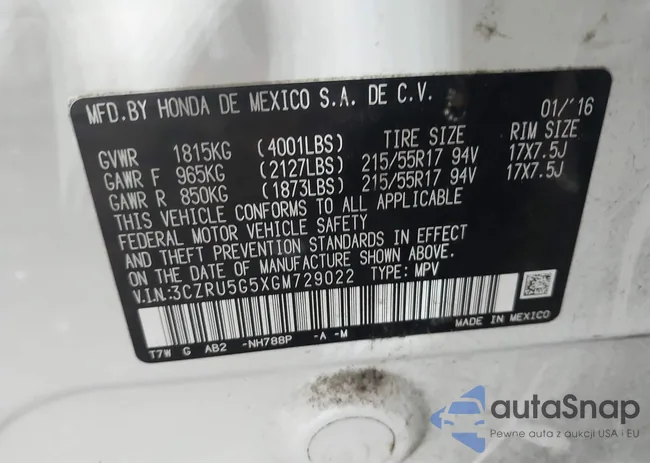 MFD.BY HONDA DE MEXICO S.A. DE C.V. 01/'16
GVWR 1815KG (4001LBS) TIRE SIZE RIM SIZE
GAWR F 965KG (2127LBS) 215/55R17 94V 17X7.5J
GAWR R 850KG (1873LBS) 215/55R17 94V 17X7.5J
THIS VEHICLE CONFORMS TO ALL APPLICABLE
FEDERAL MOTOR VEHICLE SAFETY
AND THEFT PREVENTION STANDARDS IN EFFECT
ON THE DATE OF MANUFACTURE SHOWN ABOVE.
V.I.N:3CZRU5G5XGM729022 TYPE: MPV
T7W G AB2 -NH788P -A -M MADE IN MEXICO
autaSnap
Pewne auta z aukcji USA i EU